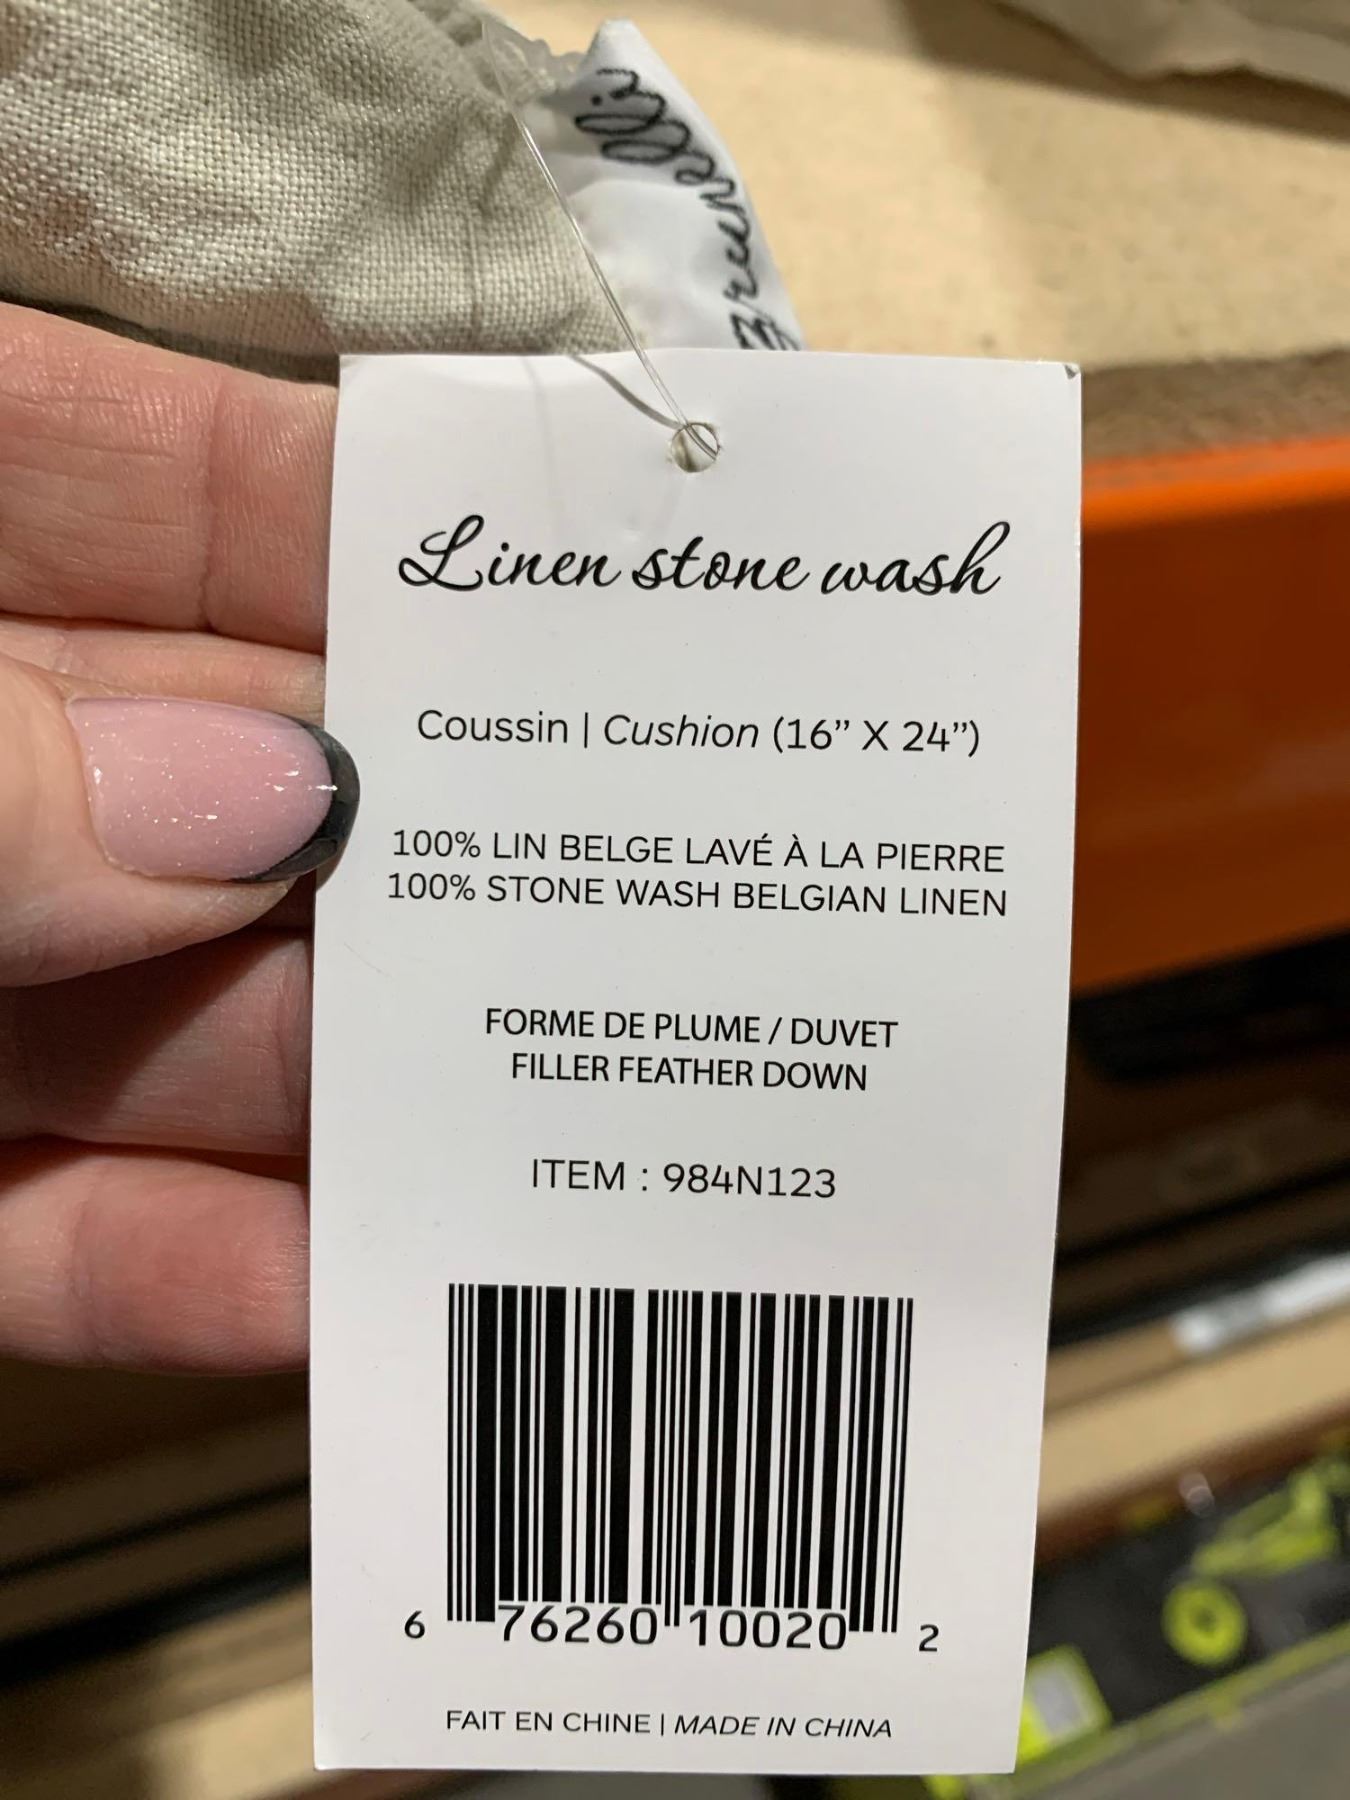 Brunelli
Linen stone wash
Coussin | Cushion (16” X 24”)
100% LIN BELGE LAVÉ À LA PIERRE
100% STONE WASH BELGIAN LINEN
FORME DE PLUME / DUVET
FILLER FEATHER DOWN
ITEM : 984N123
6 76260 10020 2
FAIT EN CHINE | MADE IN CHINA